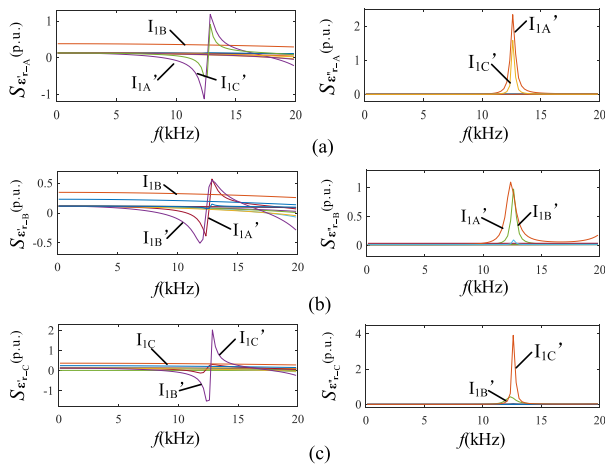 S ε'r−A (p.u.)
1
0
-1
I1B
I1A'
I1C'
0 5 10 15 20
f(kHz)
S ε''r−A (p.u.)
2
1
0
I1A'
I1C'
0 5 10 15 20
f(kHz)
(a)
S ε'r−B (p.u.)
0.5
0
-0.5
I1B
I1B'
I1A'
0 5 10 15 20
f(kHz)
S ε''r−B (p.u.)
1
0.5
0
I1A'
I1B'
0 5 10 15 20
f(kHz)
(b)
S ε'r−C (p.u.)
2
1
0
-1
I1C
I1C'
I1B'
0 5 10 15 20
f(kHz)
S ε''r−C (p.u.)
4
2
0
I1C'
I1B'
0 5 10 15 20
f(kHz)
(c)